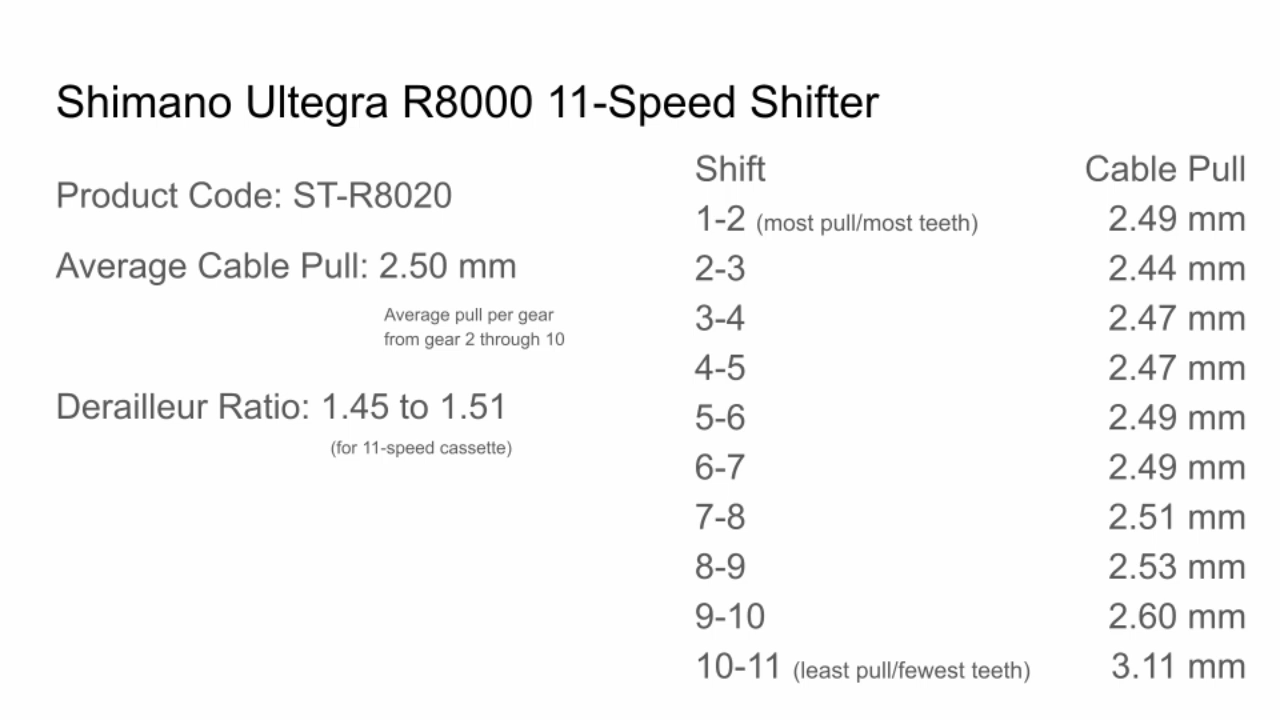 Shimano Ultegra R8000 11-Speed Shifter
Product Code: ST-R8020
Average Cable Pull: 2.50 mm
Average pull per gear
from gear 2 through 10
Derailleur Ratio: 1.45 to 1.51
(for 11-speed cassette)
Shift Cable Pull
1-2 (most pull/most teeth) 2.49 mm
2-3 2.44 mm
3-4 2.47 mm
4-5 2.47 mm
5-6 2.49 mm
6-7 2.49 mm
7-8 2.51 mm
8-9 2.53 mm
9-10 2.60 mm
10-11 (least pull/fewest teeth) 3.11 mm